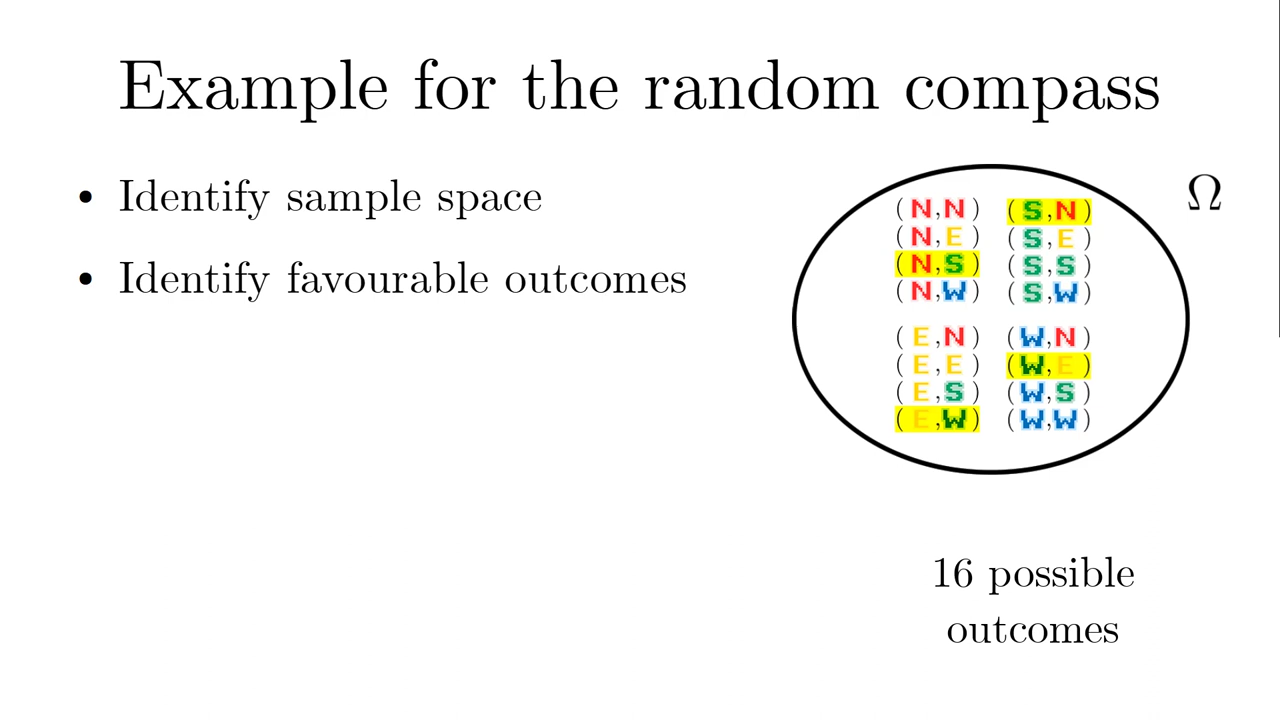 Example for the random compass
• Identify sample space
• Identify favourable outcomes
Ω
(N,N) (S,N)
(N,E) (S,E)
(N,S) (S,S)
(N,W) (S,W)
(E,N) (W,N)
(E,E) (W,E)
(E,S) (W,S)
(E,W) (W,W)
16 possible
outcomes